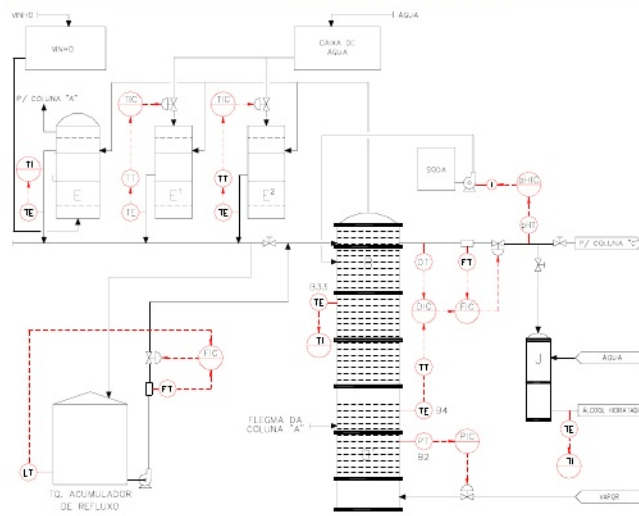 VINHO
ÁGUA
VINHO
CAIXA DE
ÁGUA
P/ COLUNA "A"
TIC
TIC
TI
TT
TT
SODA
I
pHIC
TE
E
TE
E¹
TE
E²
pHT
P/ COLUNA "C"
B
DT
FT
B33
TE
DIC
FIC
TI
FIC
TT
J
ÁGUA
FT
TE
B4
FLEGMA DA
COLUNA "A"
ÁLCOOL HIDRATADO
TE
PT
PIC
B2
TI
LT
TQ. ACUMULADOR
DE REFLUXO
VAPOR